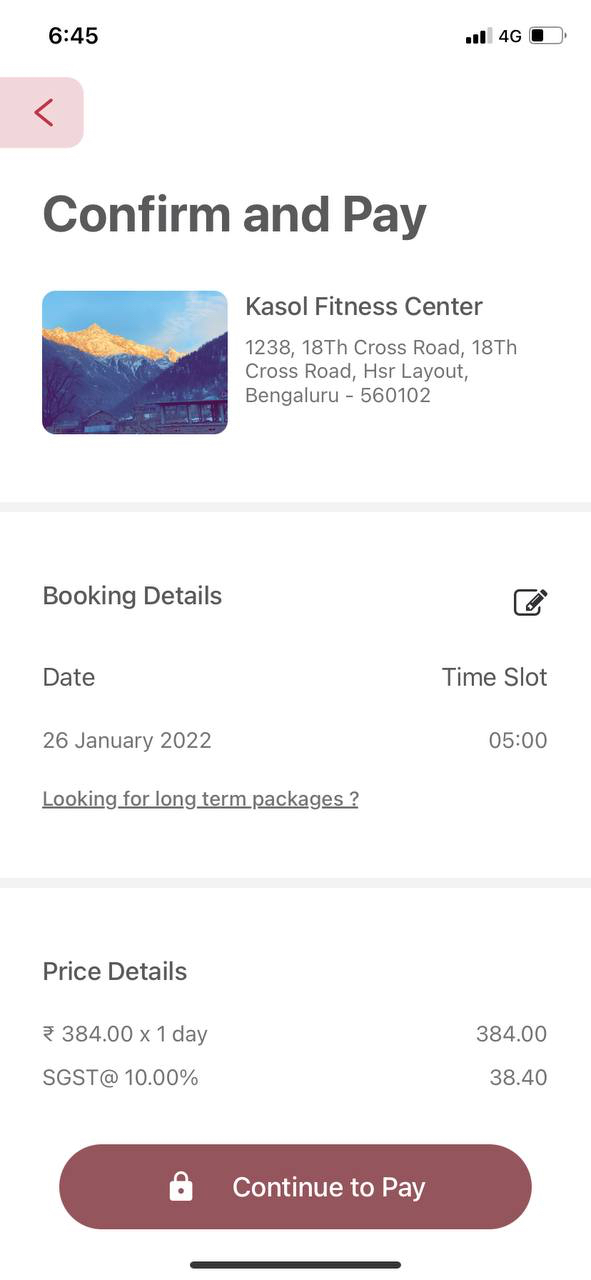 6:45 4G
Confirm and Pay
Kasol Fitness Center
1238, 18Th Cross Road, 18Th
Cross Road, Hsr Layout,
Bengaluru - 560102
Booking Details
Date Time Slot
26 January 2022 05:00
Looking for long term packages ?
Price Details
₹ 384.00 x 1 day 384.00
SGST@ 10.00% 38.40
Continue to Pay